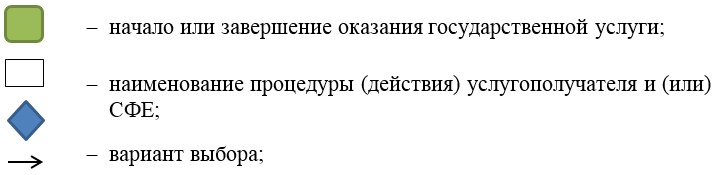 – начало или завершение оказания государственной услуги;
– наименование процедуры (действия) услугополучателя и (или)
СФЕ;
– вариант выбора;